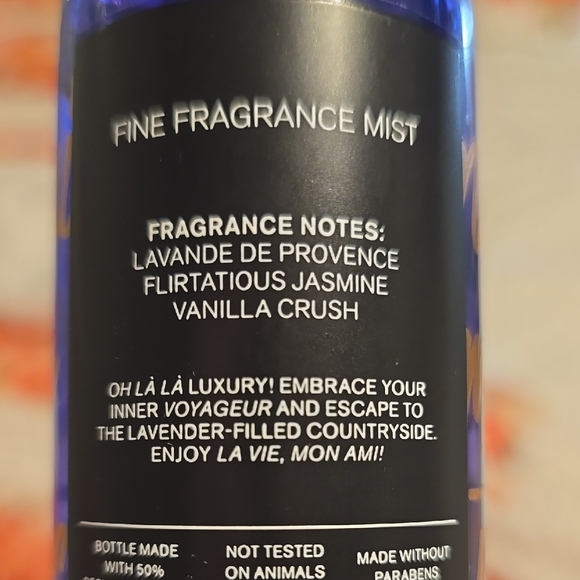 FINE FRAGRANCE MIST
FRAGRANCE NOTES:
LAVANDE DE PROVENCE
FLIRTATIOUS JASMINE
VANILLA CRUSH
OH LÀ LÀ LUXURY! EMBRACE YOUR
INNER VOYAGEUR AND ESCAPE TO
THE LAVENDER-FILLED COUNTRYSIDE.
ENJOY LA VIE, MON AMI!
BOTTLE MADE
WITH 50%
NOT TESTED
ON ANIMALS
MADE WITHOUT
PARABENS